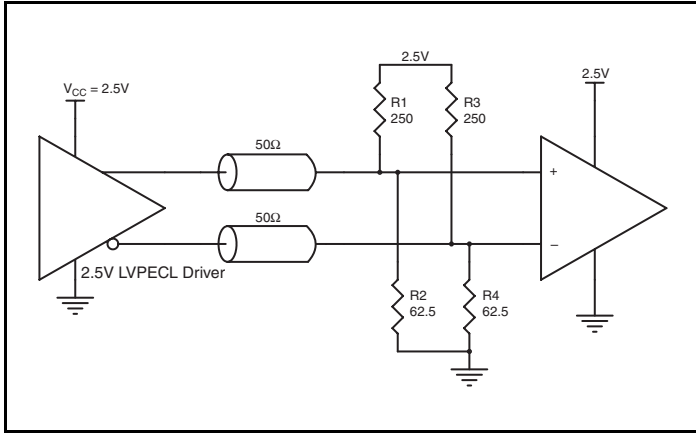 2.5V
V_CC = 2.5V
2.5V
R1
250
R3
250
50Ω
+
50Ω
–
2.5V LVPECL Driver
R2
62.5
R4
62.5